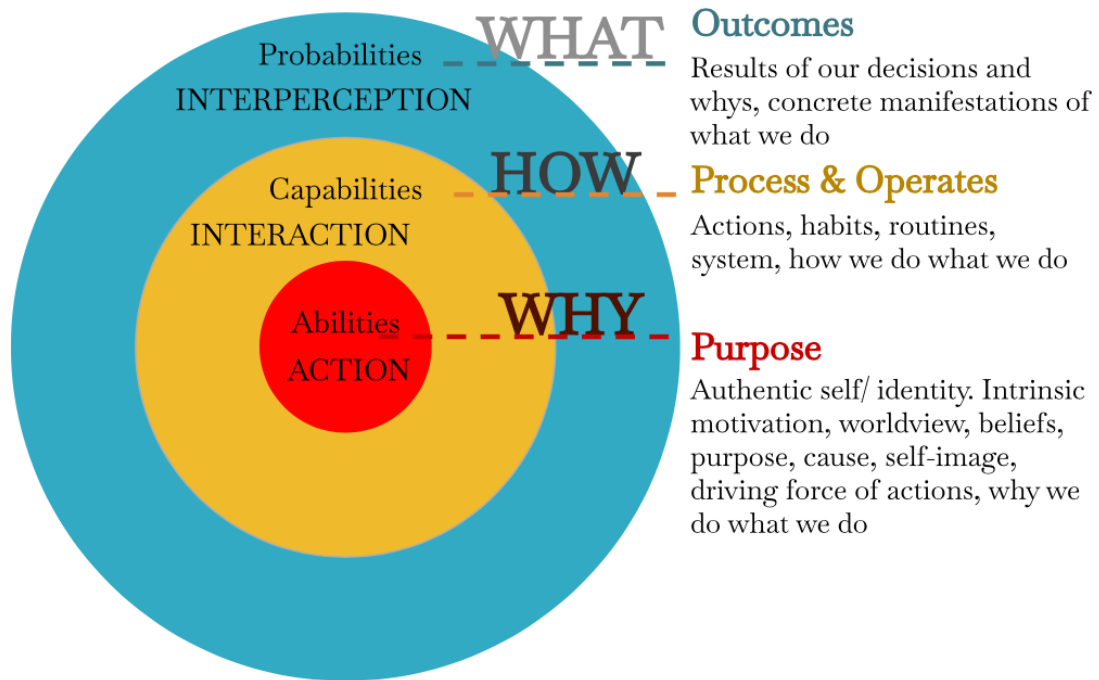 Probabilities
INTERPERCEPTION
WHAT
Outcomes
Results of our decisions and
whys, concrete manifestations of
what we do
Capabilities
INTERACTION
HOW
Process & Operates
Actions, habits, routines,
system, how we do what we do
Abilities
ACTION
WHY
Purpose
Authentic self/ identity. Intrinsic
motivation, worldview, beliefs,
purpose, cause, self-image,
driving force of actions, why we
do what we do